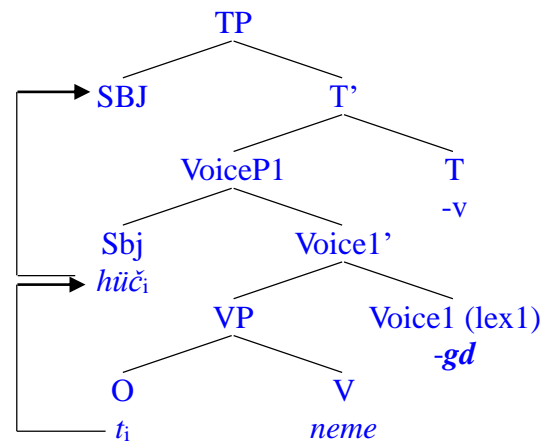 TP
SBJ T’
VoiceP1 T
-v
Sbj Voice1’
hüči
VP Voice1 (lex1)
-gd
O V
ti neme